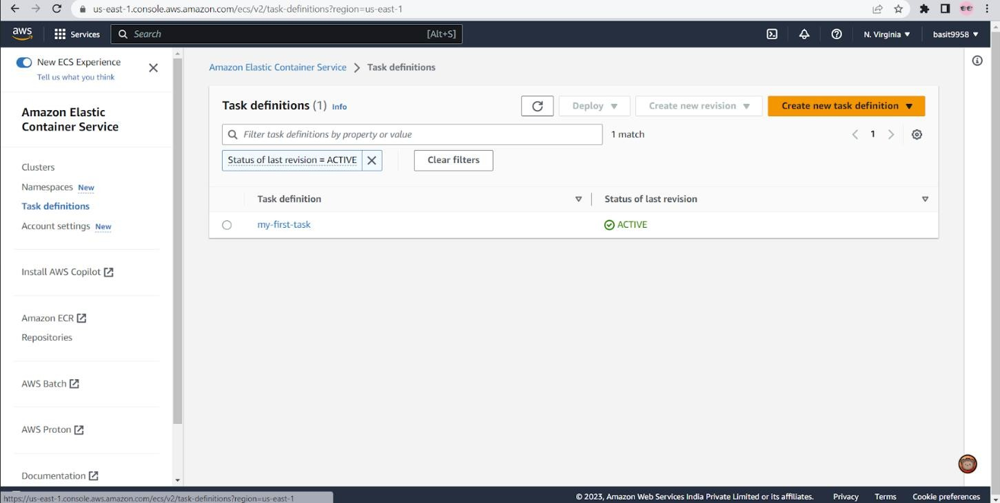 us-east-1.console.aws.amazon.com/ecs/v2/task-definitions?region=us-east-1
aws Services Search [Alt+S] N. Virginia ▼ basit9958 ▼
New ECS Experience
Tell us what you think
Amazon Elastic Container Service
Clusters
Namespaces New
Task definitions
Account settings New
Install AWS Copilot
Amazon ECR
Repositories
AWS Batch
AWS Proton
Documentation
Amazon Elastic Container Service > Task definitions
Task definitions (1) Info
Deploy ▼ Create new revision ▼ Create new task definition ▼
Filter task definitions by property or value
1 match
1
Status of last revision = ACTIVE
Clear filters
Task definition Status of last revision
my-first-task ACTIVE
https://us-east-1.console.aws.amazon.com/ecs/v2/task-definitions?region=us-east-1
© 2023, Amazon Web Services India Private Limited or its affiliates. Privacy Terms Cookie preferences